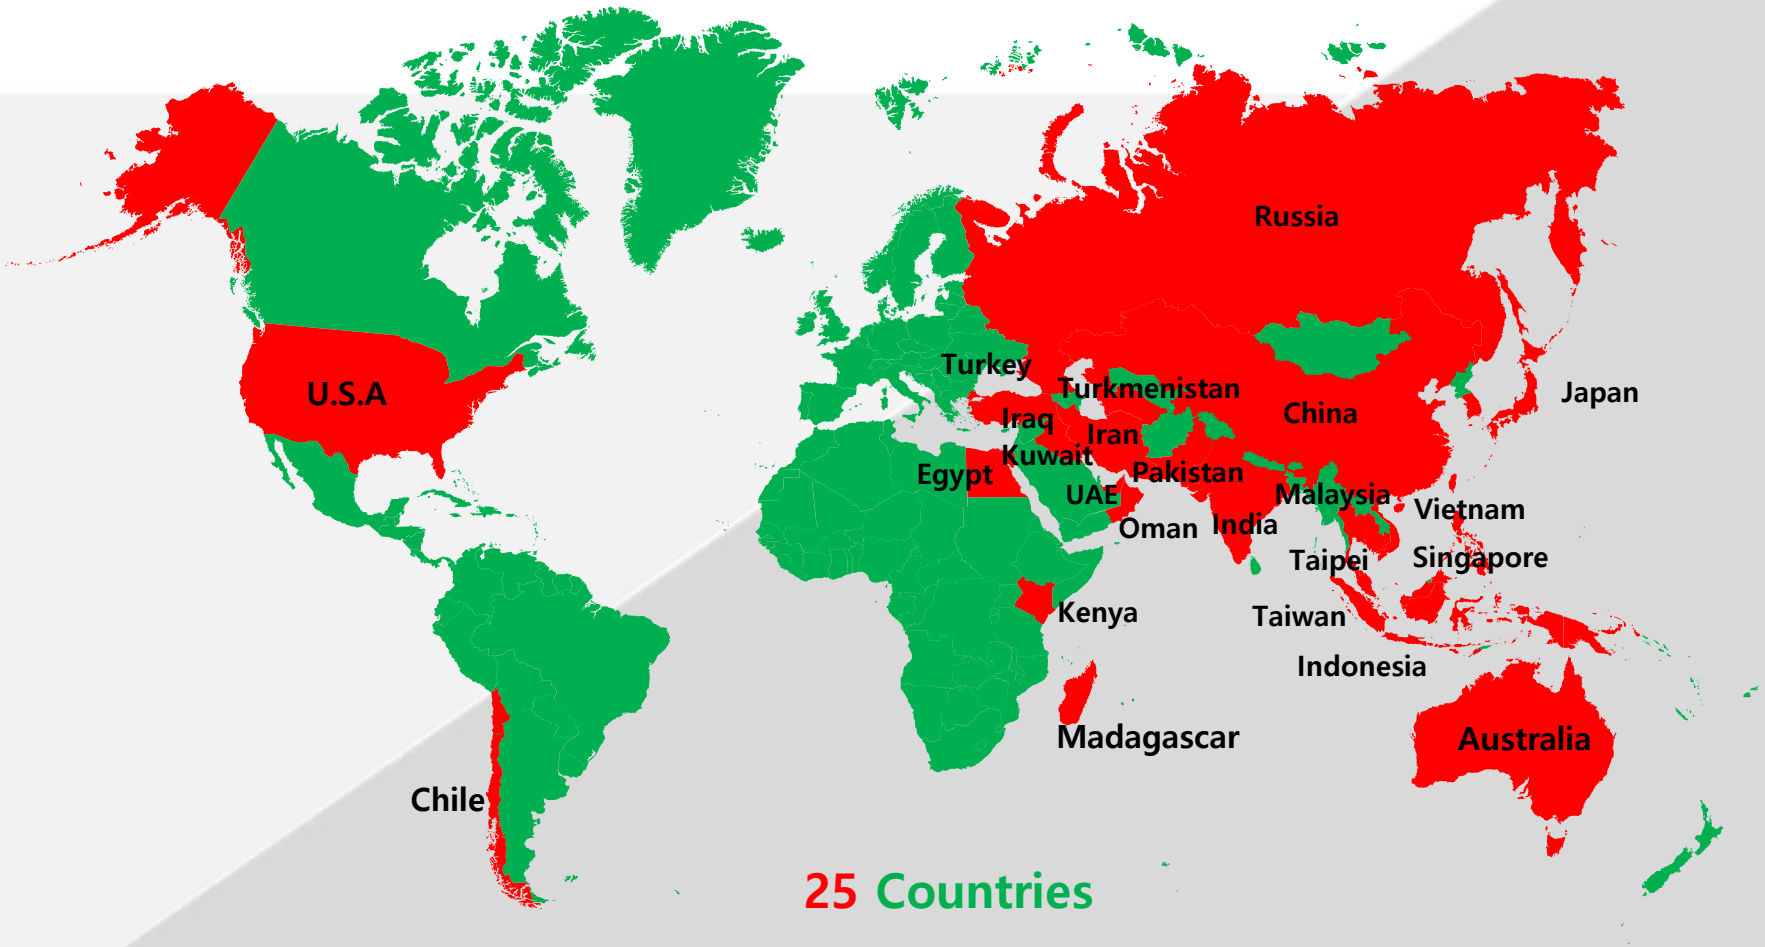 Russia
Turkey
Turkmenistan
U.S.A
Japan
China
Iraq
Iran
Kuwait
Egypt
Pakistan
UAE
Malaysia
Vietnam
Oman
India
Taipei
Singapore
Kenya
Taiwan
Indonesia
Madagascar
Australia
Chile
25 Countries